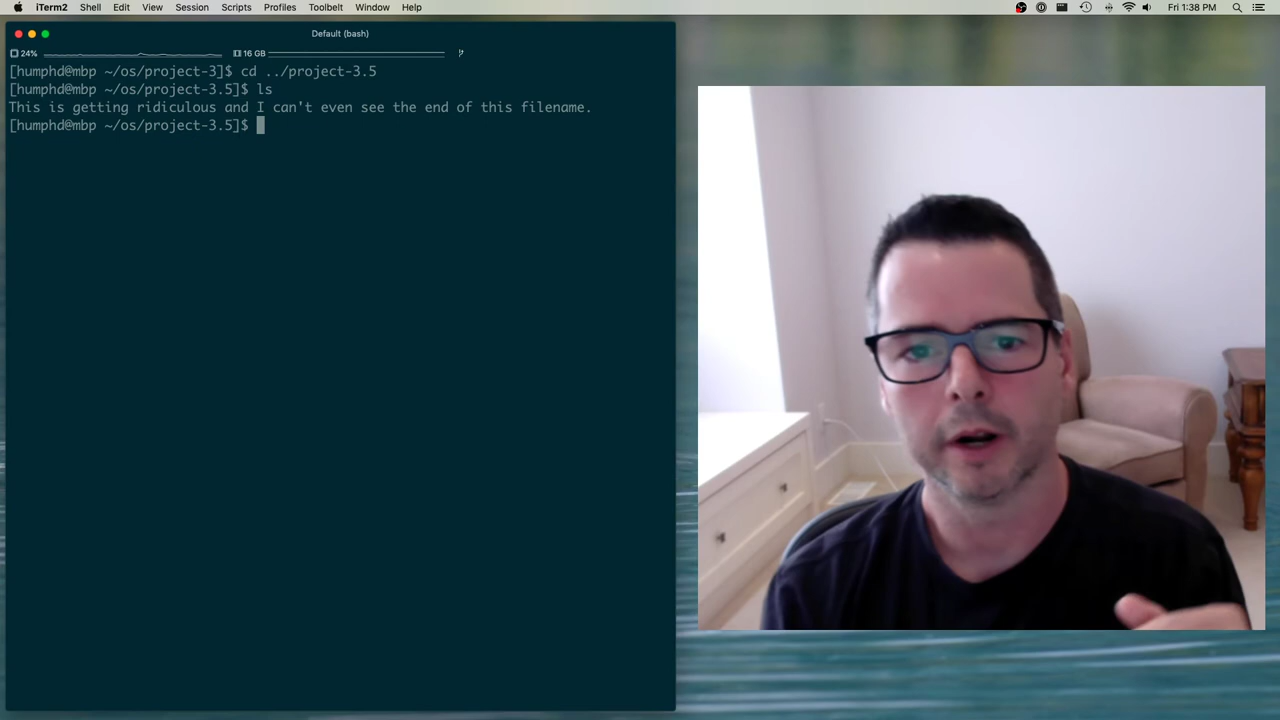 iTerm2 Shell Edit View Session Scripts Profiles Toolbelt Window Help Fri 1:38 PM
Default (bash)
24% 16 GB
[humphd@mbp ~/os/project-3]$ cd ../project-3.5
[humphd@mbp ~/os/project-3.5]$ ls
This is getting ridiculous and I can't even see the end of this filename.
[humphd@mbp ~/os/project-3.5]$